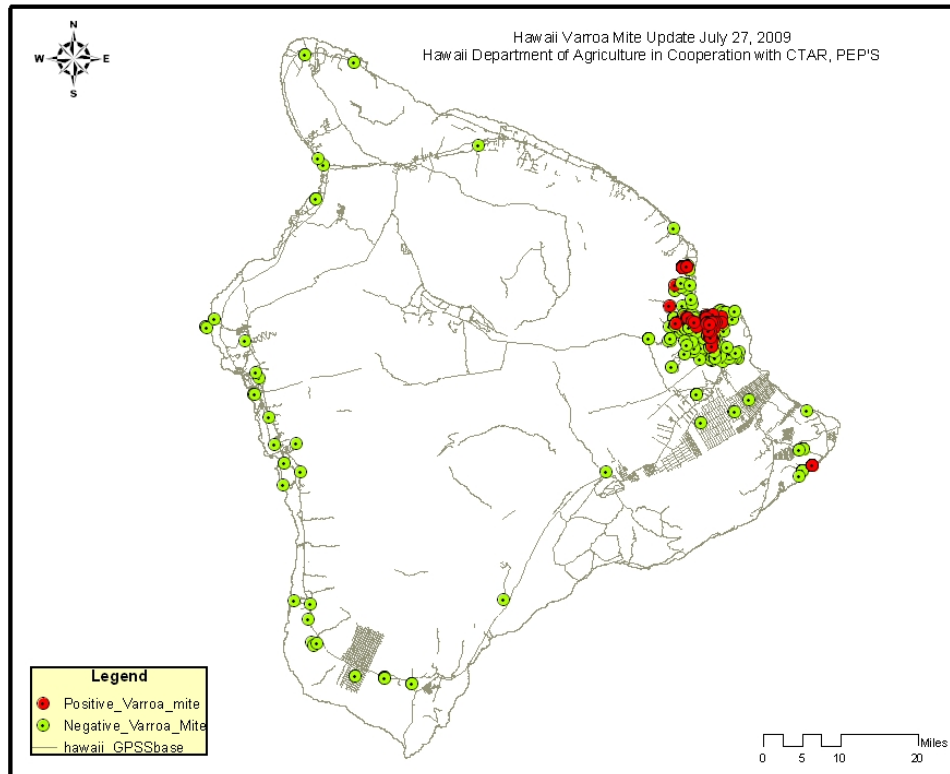 Hawaii Varroa Mite Update July 27, 2009
Hawaii Department of Agriculture in Cooperation with CTAR, PEP'S
N
W E
S
Legend
Positive_Varroa_mite
Negative_Varroa_Mite
hawaii_GPSSbase
Miles
0 5 10 20